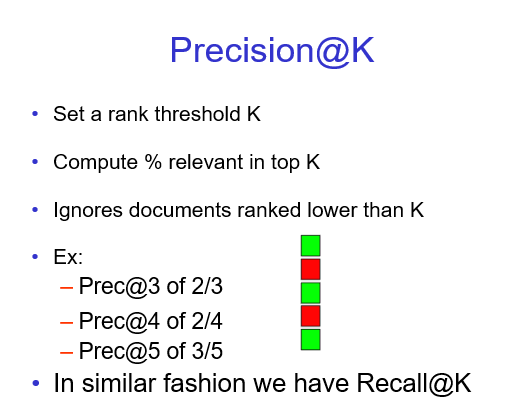 Precision@K
• Set a rank threshold K
• Compute % relevant in top K
• Ignores documents ranked lower than K
• Ex:
– Prec@3 of 2/3
– Prec@4 of 2/4
– Prec@5 of 3/5
• In similar fashion we have Recall@K